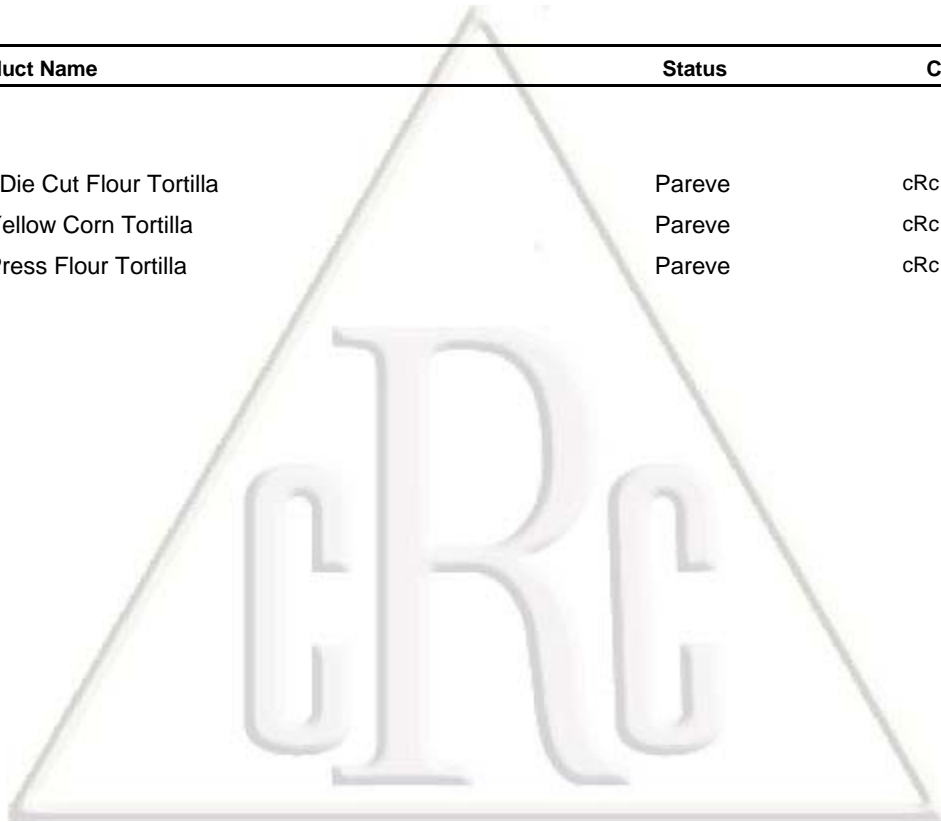 duct Name Status C
Die Cut Flour Tortilla Pareve cRc
Yellow Corn Tortilla Pareve cRc
Press Flour Tortilla Pareve cRc
cRc